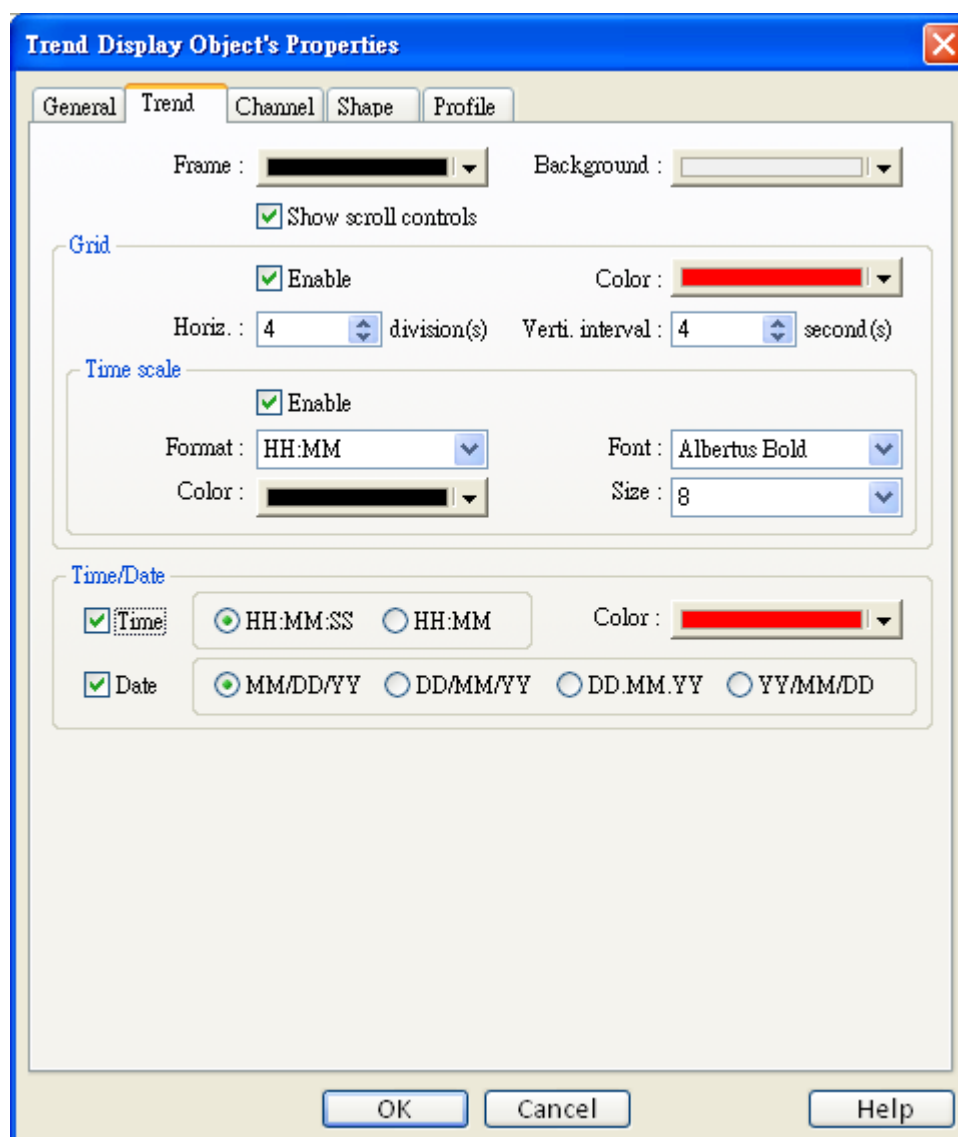 Trend Display Object's Properties
General Trend Channel Shape Profile
Frame : Background :
Show scroll controls
Grid
Enable Color :
Horiz. : 4 division(s) Verti. interval : 4 second(s)
Time scale
Enable
Format : HH:MM Font : Albertus Bold
Color : Size : 8
Time/Date
Time HH:MM:SS HH:MM Color :
Date MM/DD/YY DD/MM/YY DD.MM.YY YY/MM/DD
OK Cancel Help